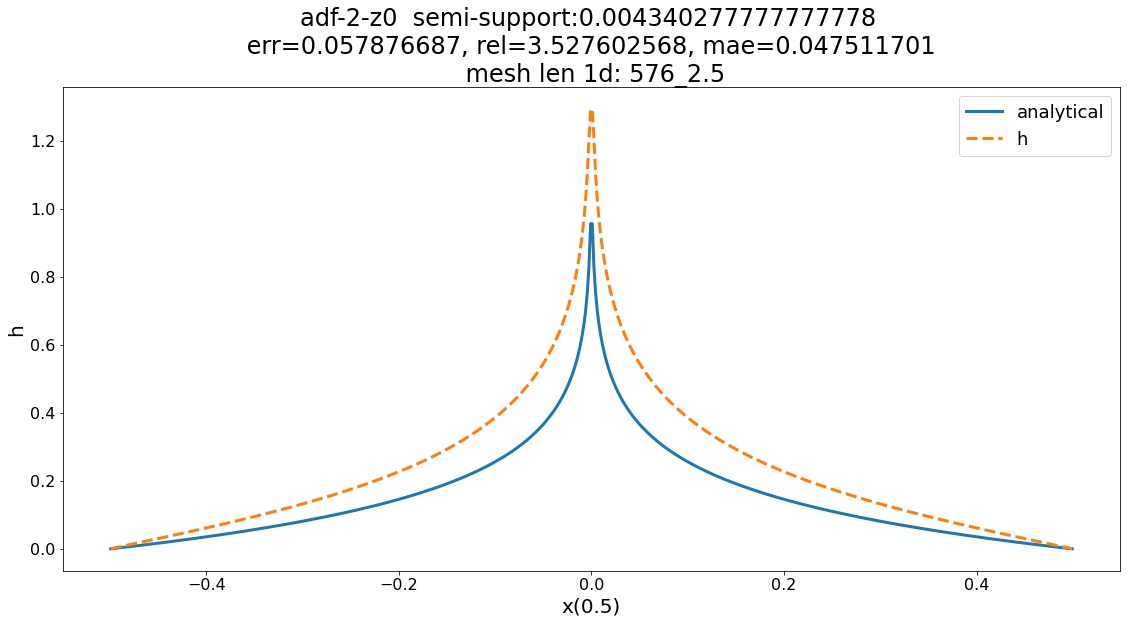 adf-2-z0 semi-support:0.004340277777777778
err=0.057876687, rel=3.527602568, mae=0.047511701
mesh len 1d: 576_2.5
analytical
h
h
1.2
1.0
0.8
0.6
0.4
0.2
0.0
−0.4 −0.2 0.0 0.2 0.4
x(0.5)